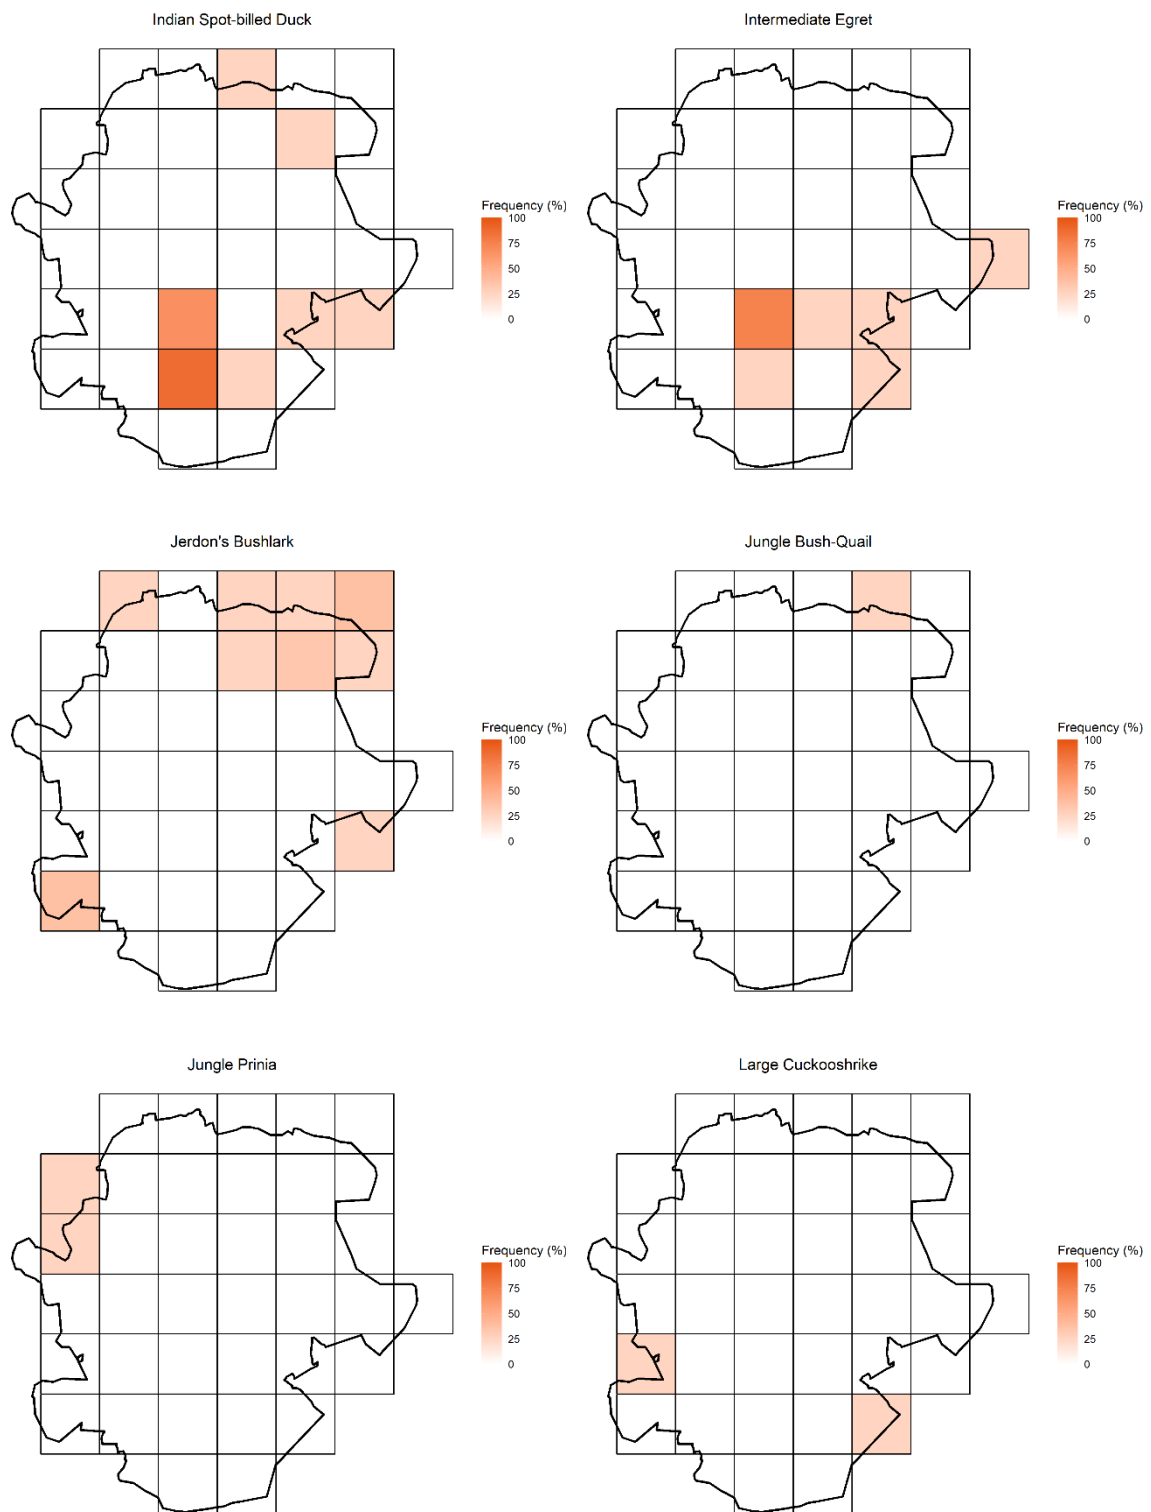 Indian Spot-billed Duck
Intermediate Egret
Frequency (%)
100
75
50
25
0
Frequency (%)
100
75
50
25
0
Jerdon's Bushlark
Jungle Bush-Quail
Frequency (%)
100
75
50
25
0
Frequency (%)
100
75
50
25
0
Jungle Prinia
Large Cuckooshrike
Frequency (%)
100
75
50
25
0
Frequency (%)
100
75
50
25
0